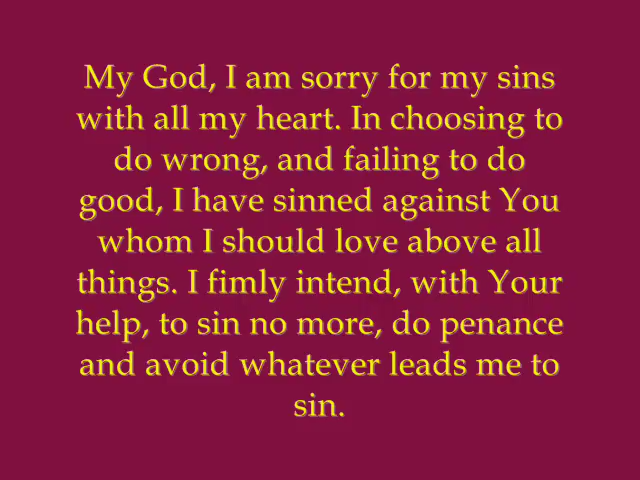 My God, I am sorry for my sins
with all my heart. In choosing to
do wrong, and failing to do
good, I have sinned against You
whom I should love above all
things. I fimly intend, with Your
help, to sin no more, do penance
and avoid whatever leads me to
sin.